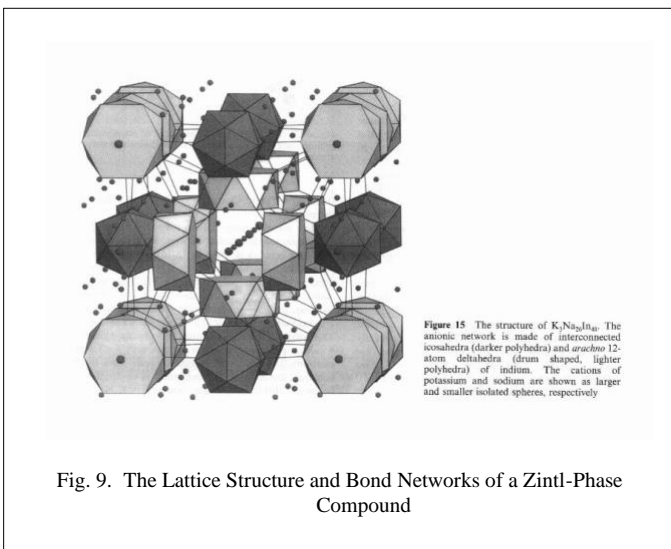 Figure 15 The structure of K₃Na₂₆In₄₈. The
anionic network is made of interconnected
icosahedra (darker polyhedra) and arachno 12-
atom deltahedra (drum shaped, lighter
polyhedra) of indium. The cations of
potassium and sodium are shown as larger
and smaller isolated spheres, respectively
Fig. 9. The Lattice Structure and Bond Networks of a Zintl-Phase
Compound